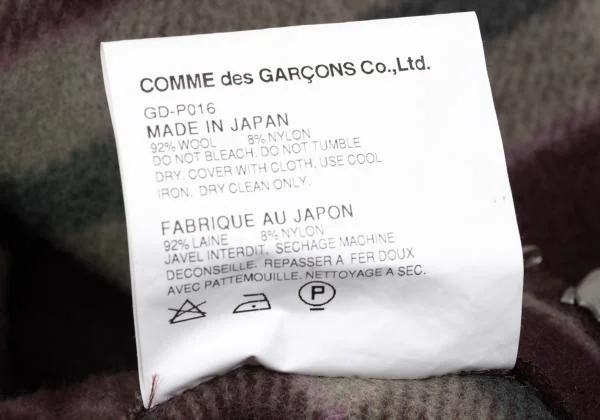 COMME des GARÇONS Co.,Ltd.
GD-P016
MADE IN JAPAN
92% WOOL 8% NYLON
DO NOT BLEACH. DO NOT TUMBLE
DRY. COVER WITH CLOTH. USE COOL
IRON. DRY CLEAN ONLY.
FABRIQUE AU JAPON
92% LAINE 8% NYLON
JAVEL INTERDIT. SECHAGE MACHINE
DECONSEILLE. REPASSER A FER DOUX
AVEC PATTEMOUILLE. NETTOYAGE A SEC.
P